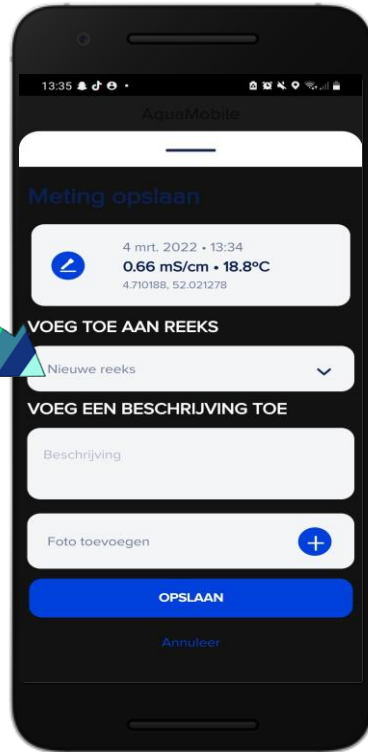 13:35
AquaMobile
Meting opslaan
4 mrt. 2022 • 13:34
0.66 mS/cm • 18.8ºC
4.710188, 52.021278
VOEG TOE AAN REEKS
Nieuwe reeks
VOEG EEN BESCHRIJVING TOE
Beschrijving
Foto toevoegen
OPSLAAN
Annuleer